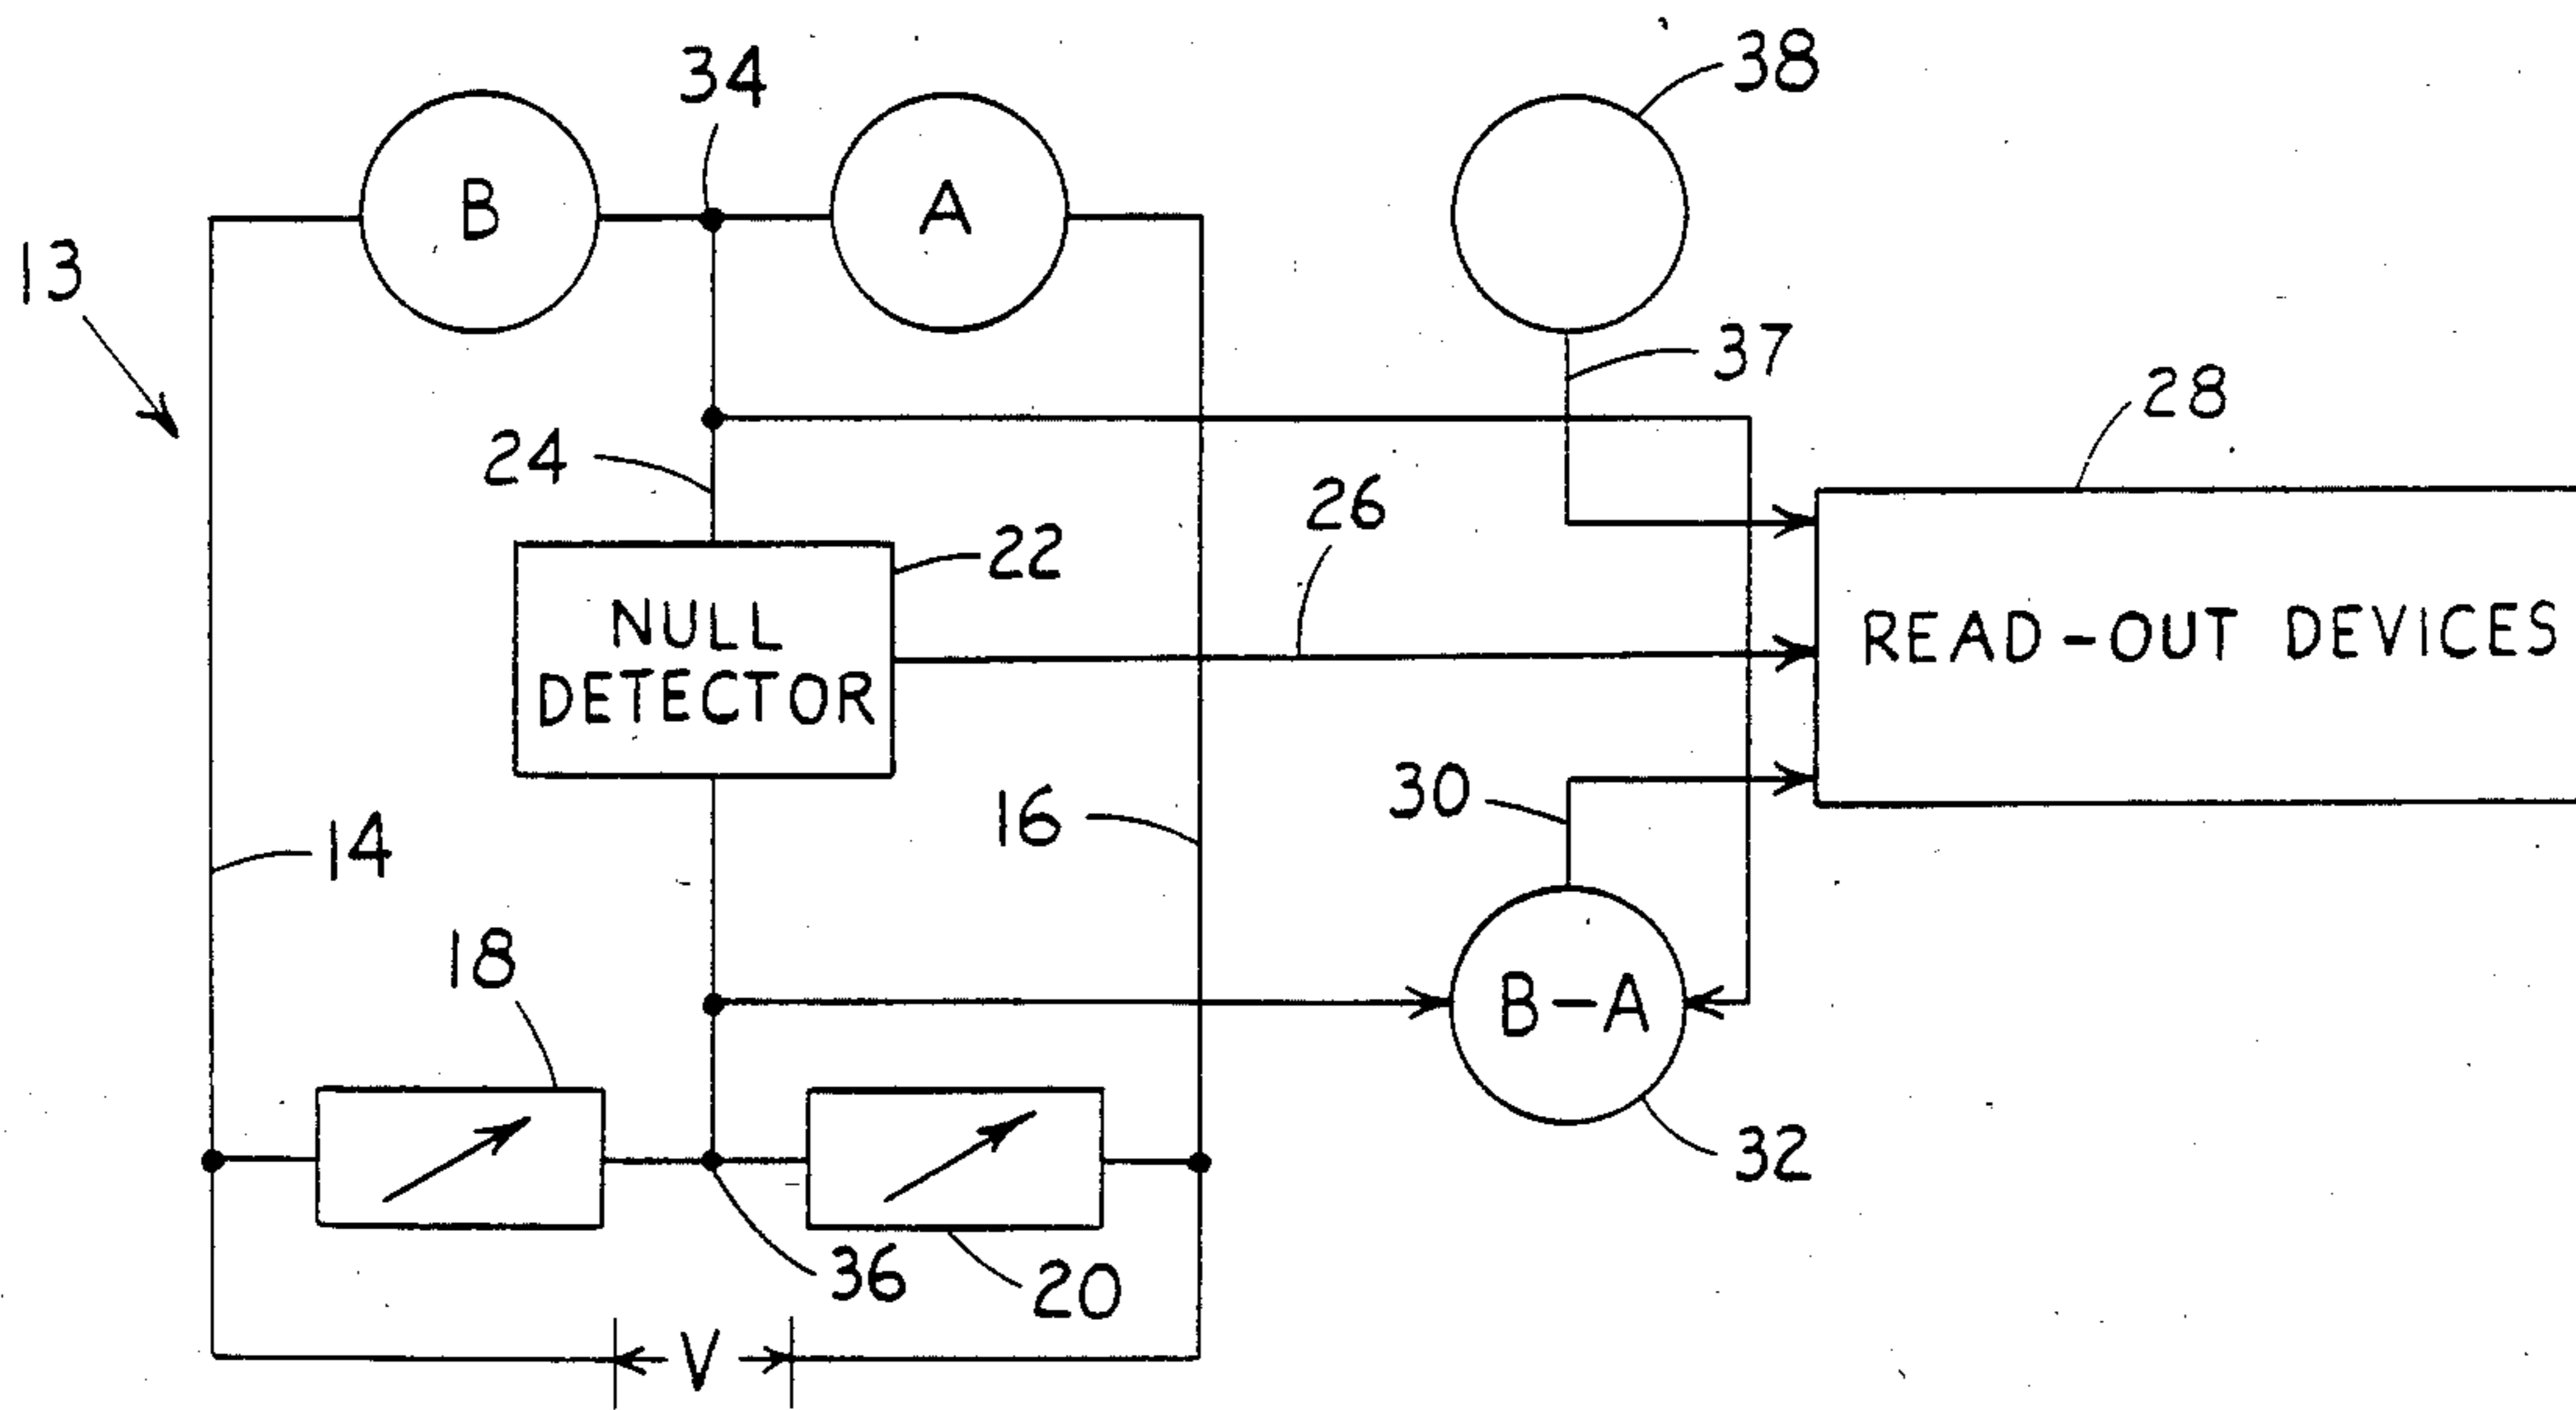 34
38
B
A
13
37
28
24
26
22
NULL
DETECTOR
READ-OUT DEVICES
30
16
14
18
B-A
32
36
20
V